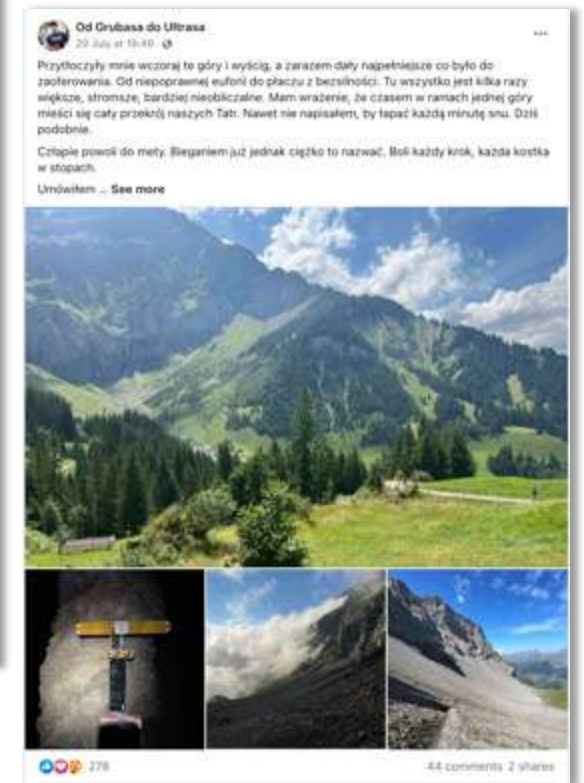 Od Grubasa do Ultrasa
29 July at 19:46
Przytłoczyły mnie wczoraj te góry i wyścig, a zarazem dały najpełniejsze co było do
zaoferowania. Od niepoprawnej euforii do płaczu z bezsilności. Tu wszystko jest kilka razy
większe, stromsze, bardziej nieobliczalne. Mam wrażenie, że czasem w ramach jednej góry
mieści się cały przekrój naszych Tatr. Nawet nie napisałem, by łapać każdą minutę snu. Dziś
podobnie.
Człapie powoli do mety. Bieganiem już jednak ciężko to nazwać. Boli każdy krok, każda kostka
w stopach.
Umówiłem ... See more
278
44 comments 2 shares